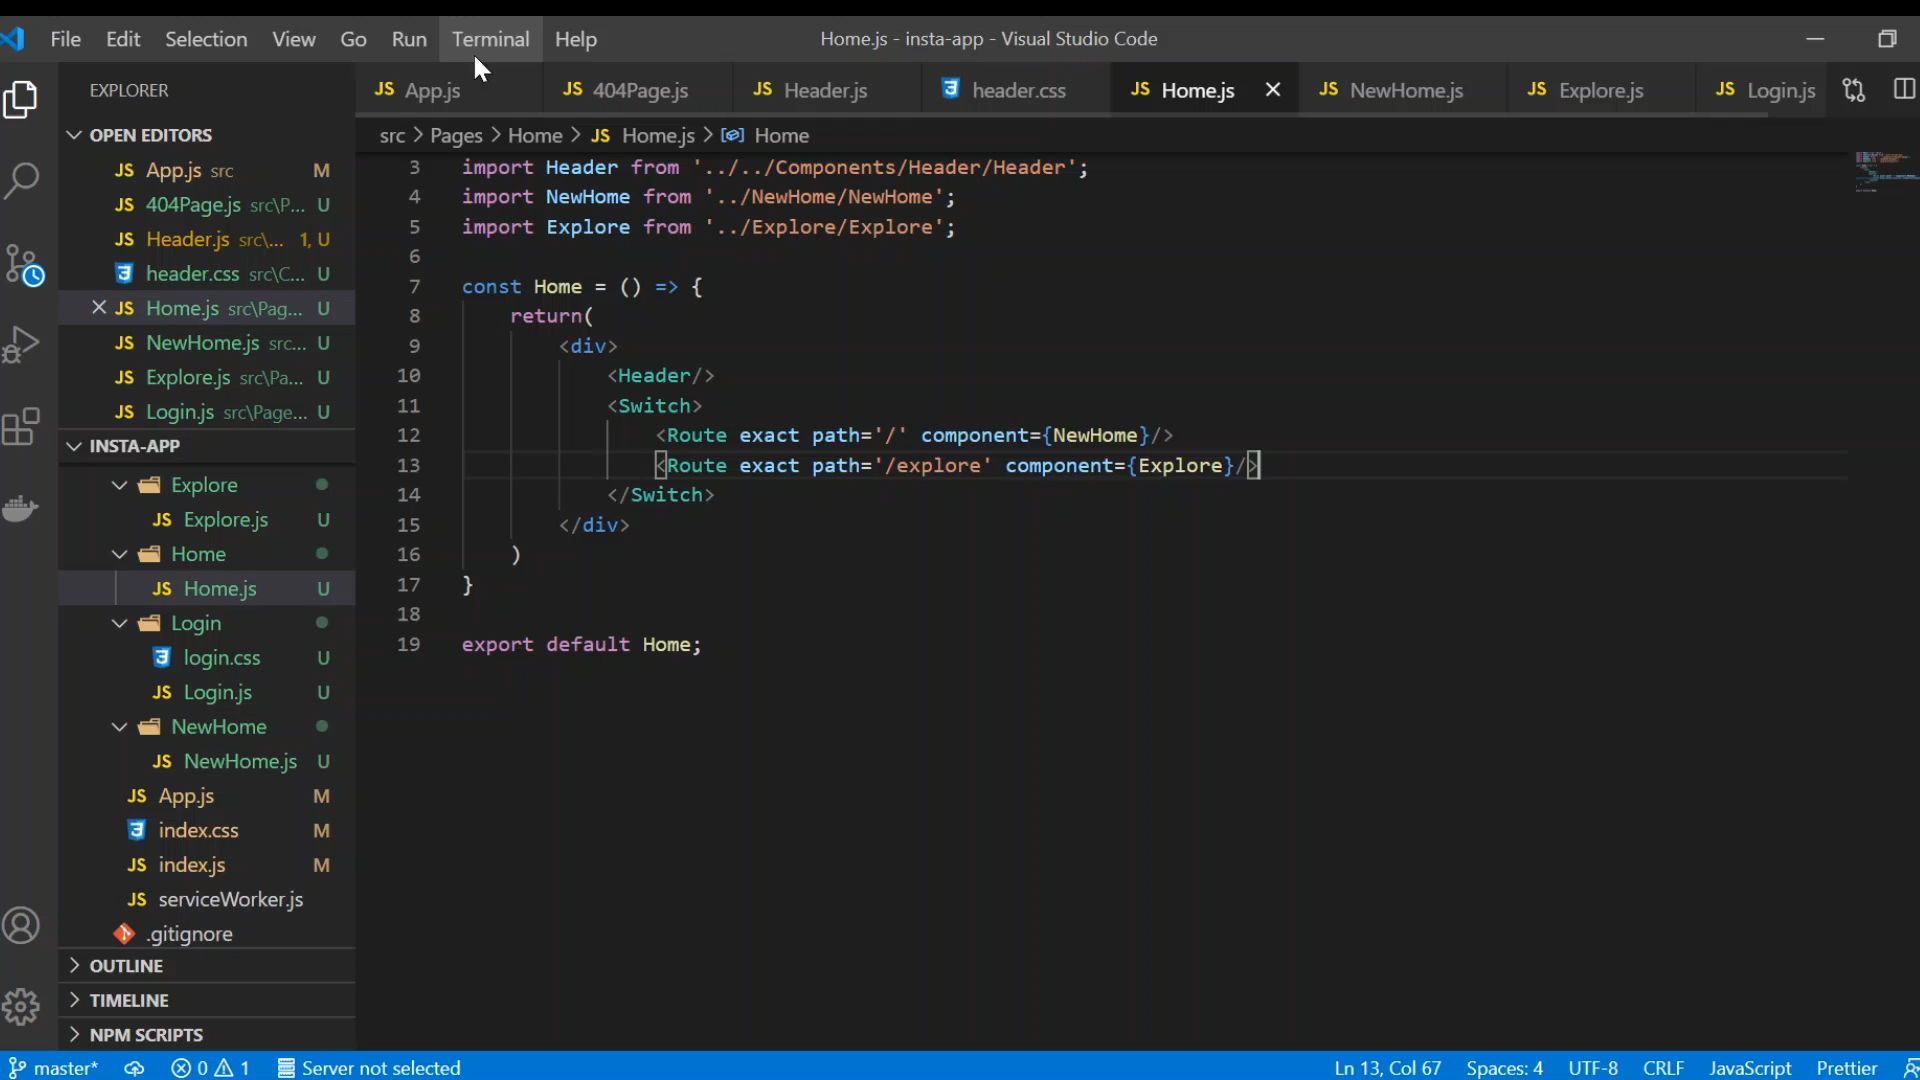 File Edit Selection View Go Run Terminal Help
Home.js - insta-app - Visual Studio Code
EXPLORER
JS App.js
JS 404Page.js
JS Header.js
header.css
JS Home.js
JS NewHome.js
JS Explore.js
JS Login.js
OPEN EDITORS
JS App.js src M
JS 404Page.js src\P... U
JS Header.js src\... 1, U
header.css src\C... U
JS Home.js src\Pag... U
JS NewHome.js src... U
JS Explore.js src\Pa... U
JS Login.js src\Page... U
INSTA-APP
Explore
JS Explore.js U
Home
JS Home.js U
Login
login.css U
JS Login.js U
NewHome
JS NewHome.js U
JS App.js M
index.css M
JS index.js M
JS serviceWorker.js
.gitignore
OUTLINE
TIMELINE
NPM SCRIPTS
src > Pages > Home > JS Home.js > Home
3 import Header from '../../Components/Header/Header';
4 import NewHome from '../NewHome/NewHome';
5 import Explore from '../Explore/Explore';
6
7 const Home = () => {
8 return(
9 <div>
10 <Header/>
11 <Switch>
12 <Route exact path='/' component={NewHome}/>
13 <Route exact path='/explore' component={Explore}/>
14 </Switch>
15 </div>
16 )
17 }
18
19 export default Home;
master* 0 1 Server not selected
Ln 13, Col 67 Spaces: 4 UTF-8 CRLF JavaScript Prettier